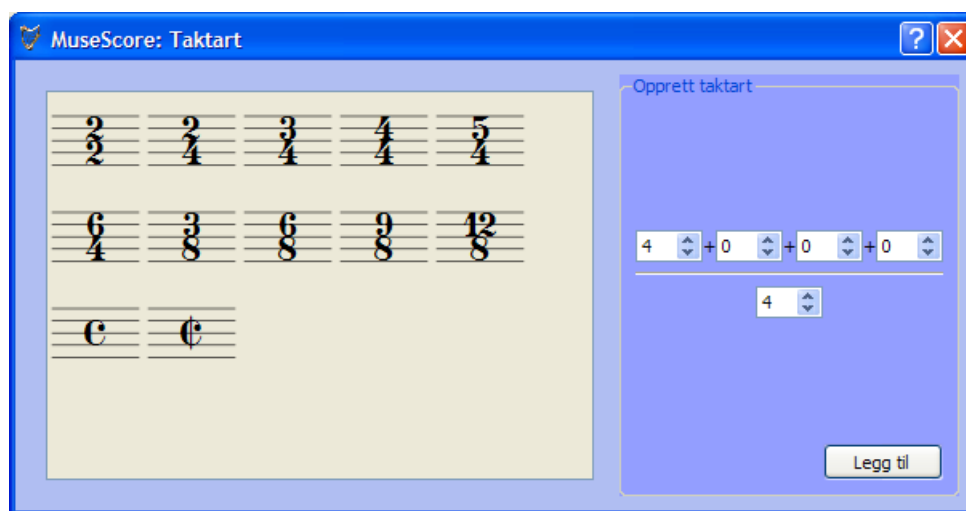 MuseScore: Taktart
2 2 3 4 5
2 4 4 4 4
6 3 6 9 12
4 8 8 8 8
Opprett taktart
4 + 0 + 0 + 0
4
Legg til